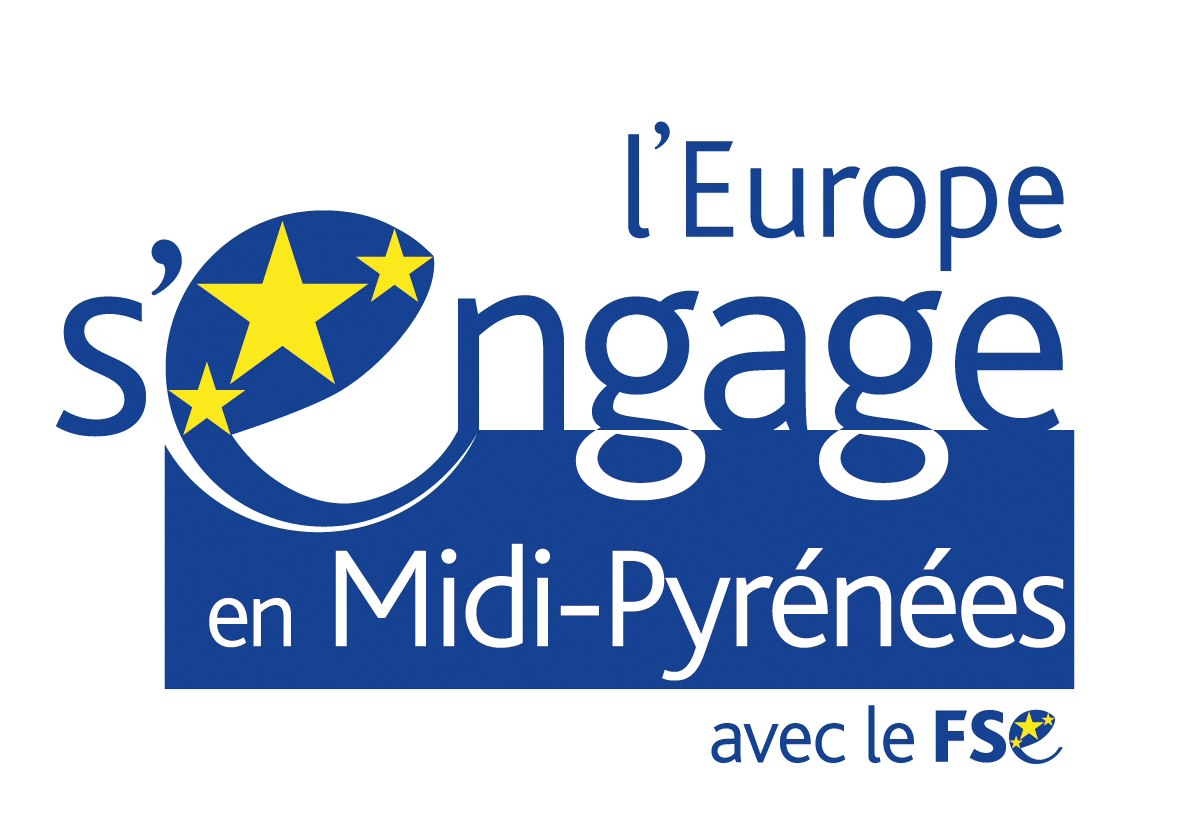 l’Europe
s’engage
en Midi-Pyrénées
avec le FSe